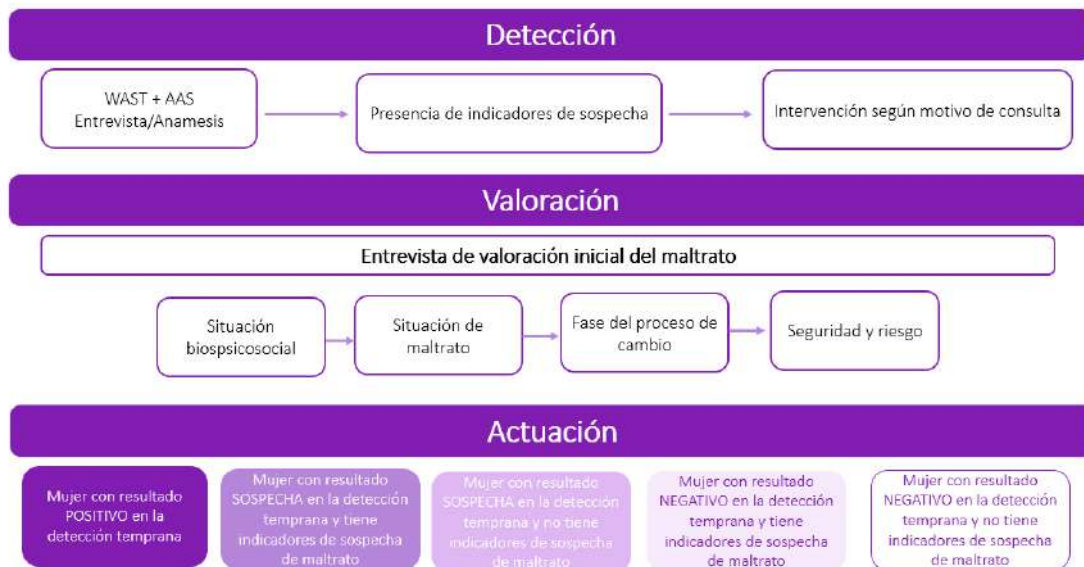 Detección
WAST + AAS
Entrevista/Anamesis
Presencia de indicadores de sospecha
Intervención según motivo de consulta
Valoración
Entrevista de valoración inicial del maltrato
Situación
biospsicosocial
Situación de
maltrato
Fase del proceso de
cambio
Seguridad y riesgo
Actuación
Mujer con resultado
POSITIVO en la
detección temprana
Mujer con resultado
SOSPECHA en la detección
temprana y tiene
indicadores de sospecha
de maltrato
Mujer con resultado
SOSPECHA en la detección
temprana y no tiene
indicadores de sospecha
de maltrato
Mujer con resultado
NEGATIVO en la detección
temprana y tiene
indicadores de sospecha
de maltrato
Mujer con resultado
NEGATIVO en la detección
temprana y no tiene
indicadores de sospecha
de maltrato